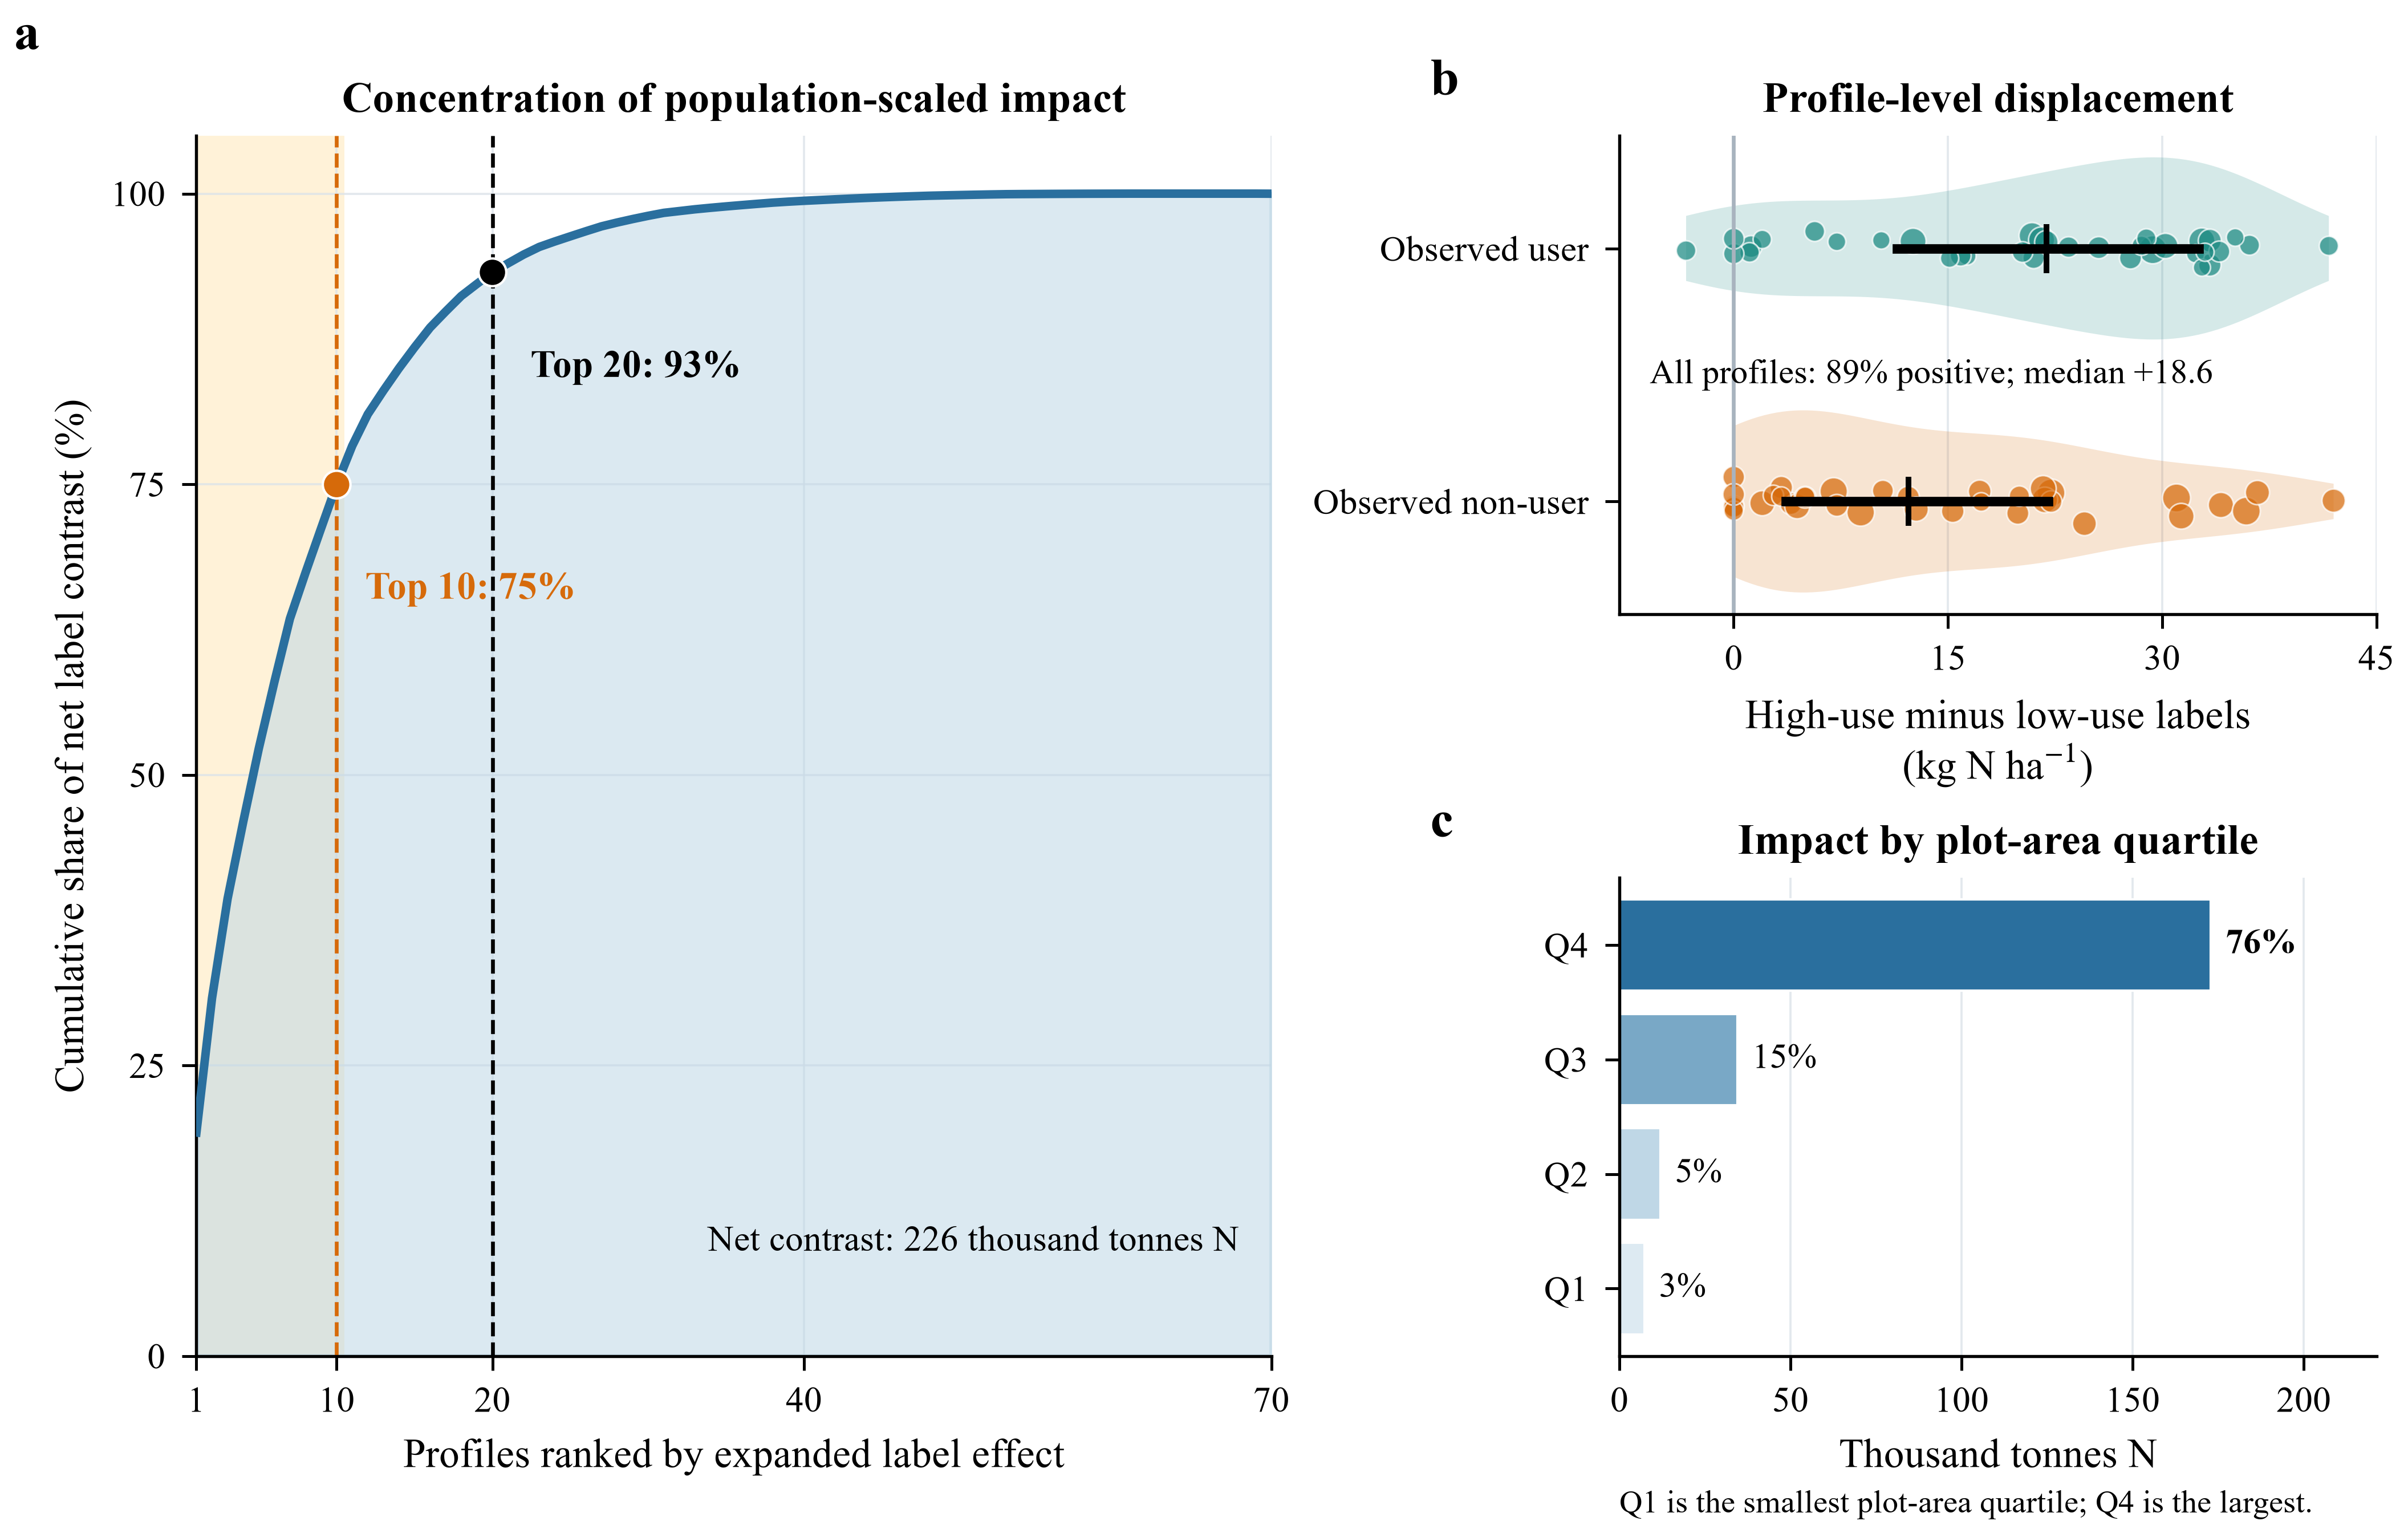 a
Concentration of population-scaled impact
Cumulative share of net label contrast (%)
100
75
50
25
0
Top 20: 93%
Top 10: 75%
Net contrast: 226 thousand tonnes N
1 10 20 40 70
Profiles ranked by expanded label effect
b
Profile-level displacement
Observed user
All profiles: 89% positive; median +18.6
Observed non-user
0 15 30 45
High-use minus low-use labels
(kg N ha⁻¹)
c
Impact by plot-area quartile
Q4 76%
Q3 15%
Q2 5%
Q1 3%
0 50 100 150 200
Thousand tonnes N
Q1 is the smallest plot-area quartile; Q4 is the largest.